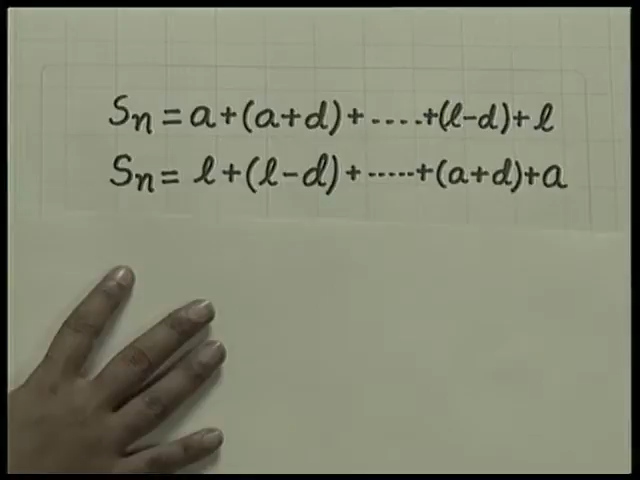 Sn = a + (a + d) + ..... + (l - d) + l
Sn = l + (l - d) + ...... + (a + d) + a